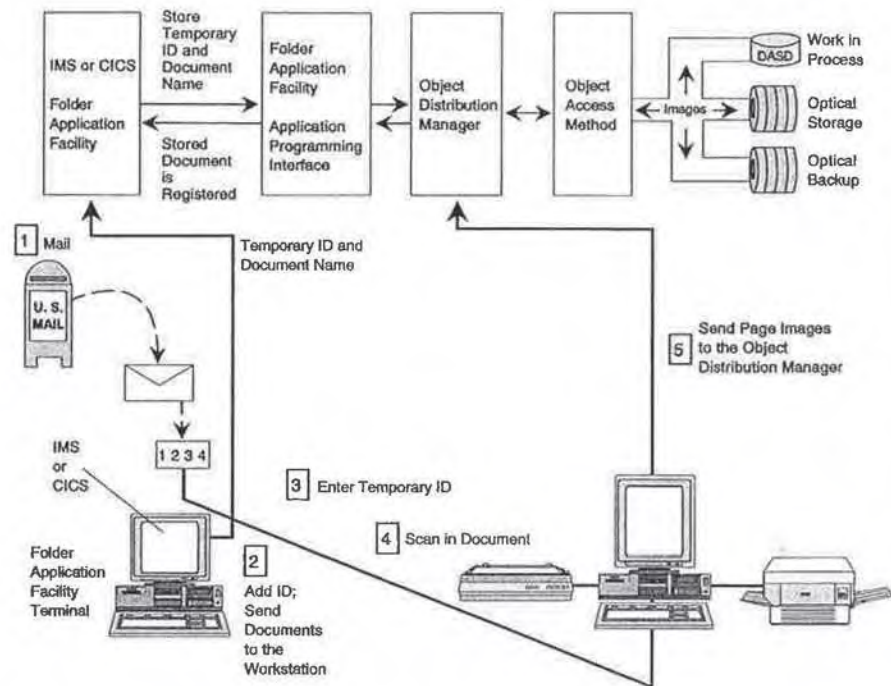 Store
Temporary
ID and
Document
Name
IMS or CICS
Folder
Application
Facility
Stored
Document
is
Registered
Folder
Application
Facility
Application
Programming
Interface
Object
Distribution
Manager
Object
Access
Method
Images
DASD
Work in
Process
Optical
Storage
Optical
Backup
1 Mail
U. S.
MAIL
Temporary ID and
Document Name
5
Send Page Images
to the Object
Distribution Manager
1 2 3 4
IMS
or
CICS
3 Enter Temporary ID
4 Scan in Document
Folder
Application
Facility
Terminal
2
Add ID;
Send
Documents
to the
Workstation